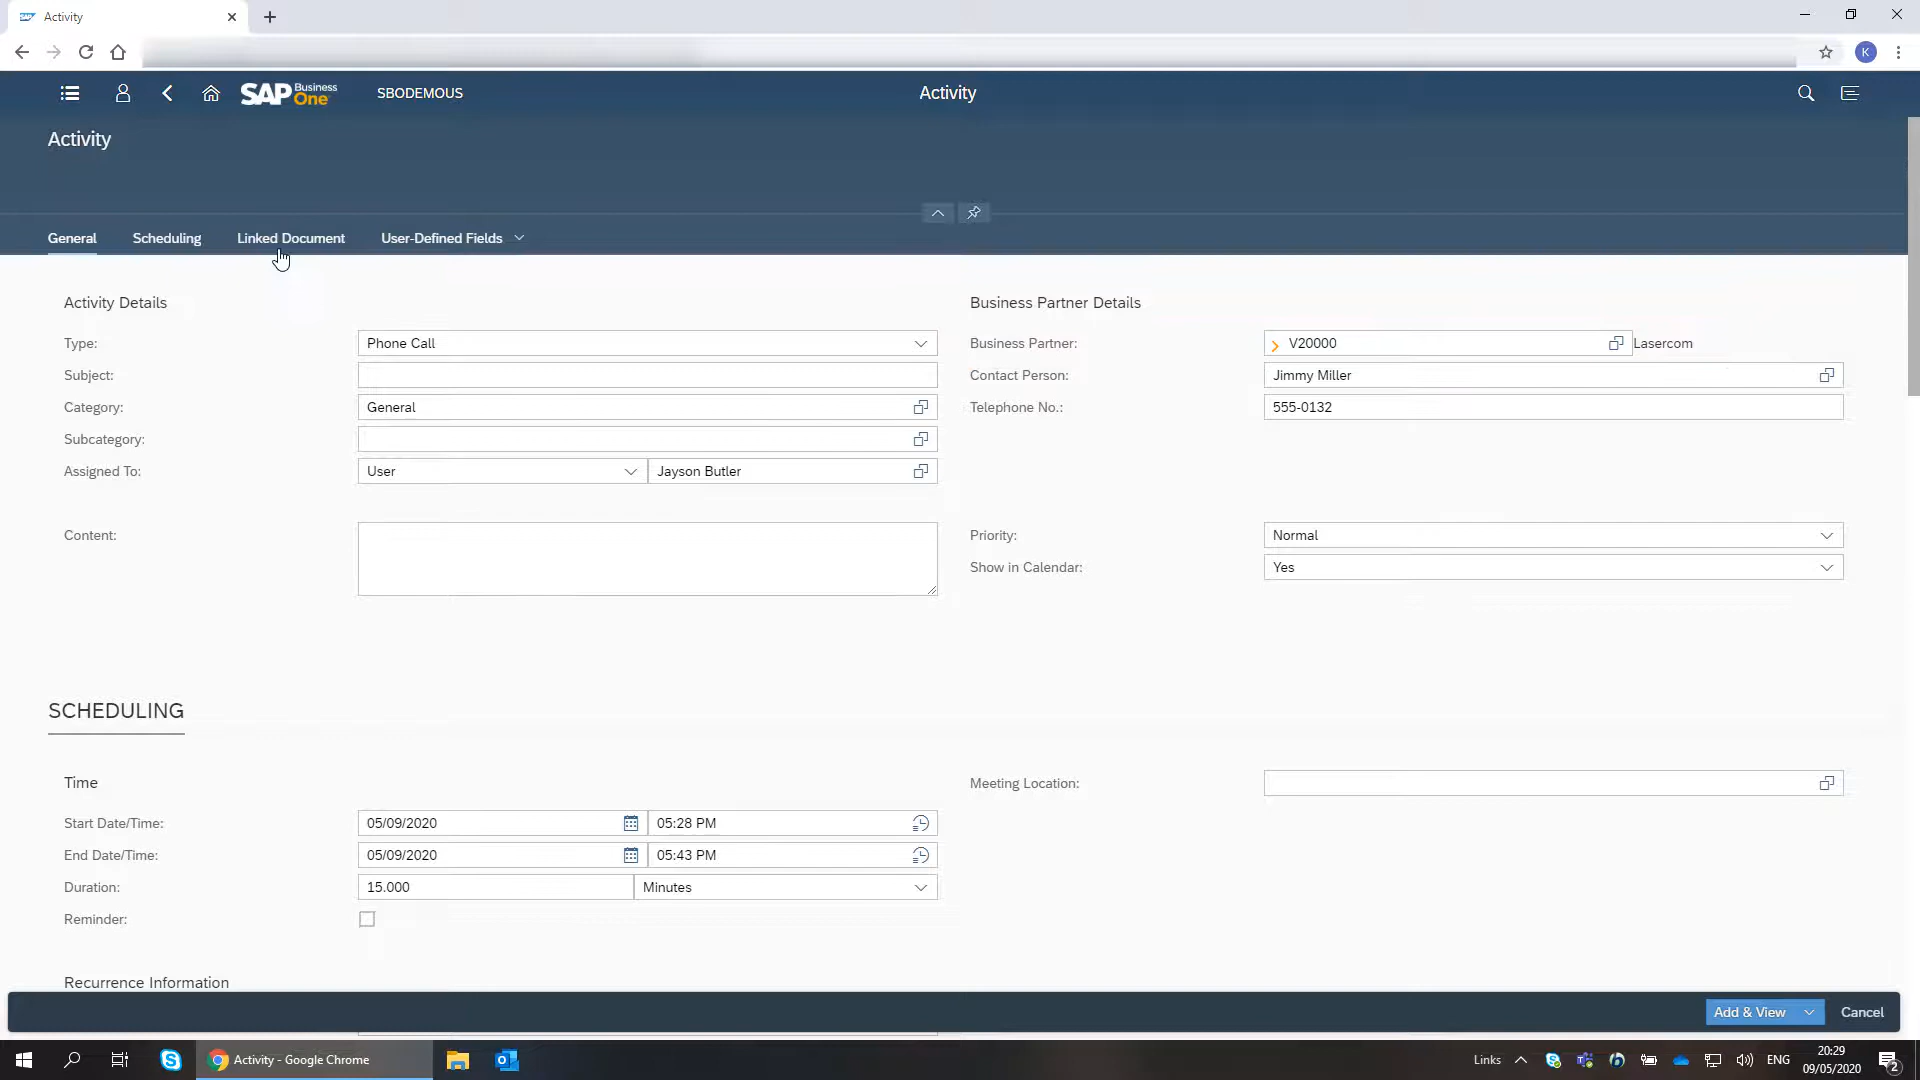 Activity
K
SAP Business One
SBODEMOUS
Activity
Activity
General Scheduling Linked Document User-Defined Fields
Activity Details
Business Partner Details
Type: Phone Call
Business Partner: V20000 Lasercom
Subject:
Contact Person: Jimmy Miller
Category: General
Telephone No.: 555-0132
Subcategory:
Assigned To: User Jayson Butler
Content:
Priority: Normal
Show in Calendar: Yes
SCHEDULING
Time
Meeting Location:
Start Date/Time: 05/09/2020 05:28 PM
End Date/Time: 05/09/2020 05:43 PM
Duration: 15.000 Minutes
Reminder:
Recurrence Information
Add & View Cancel
Activity - Google Chrome
Links
ENG
20:29
09/05/2020
2